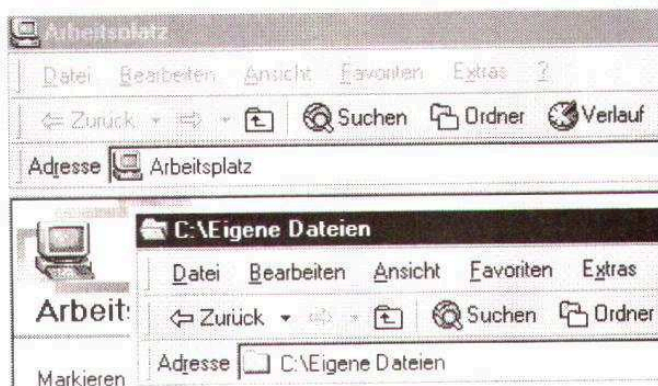 Arbeitsplatz
Datei Bearbeiten Ansicht Favoriten Extras ?
Zurück Suchen Ordner Verlauf
Adresse Arbeitsplatz
C:\Eigene Dateien
Datei Bearbeiten Ansicht Favoriten Extras
Arbeit
Zurück Suchen Ordner
Adresse C:\Eigene Dateien
Markieren